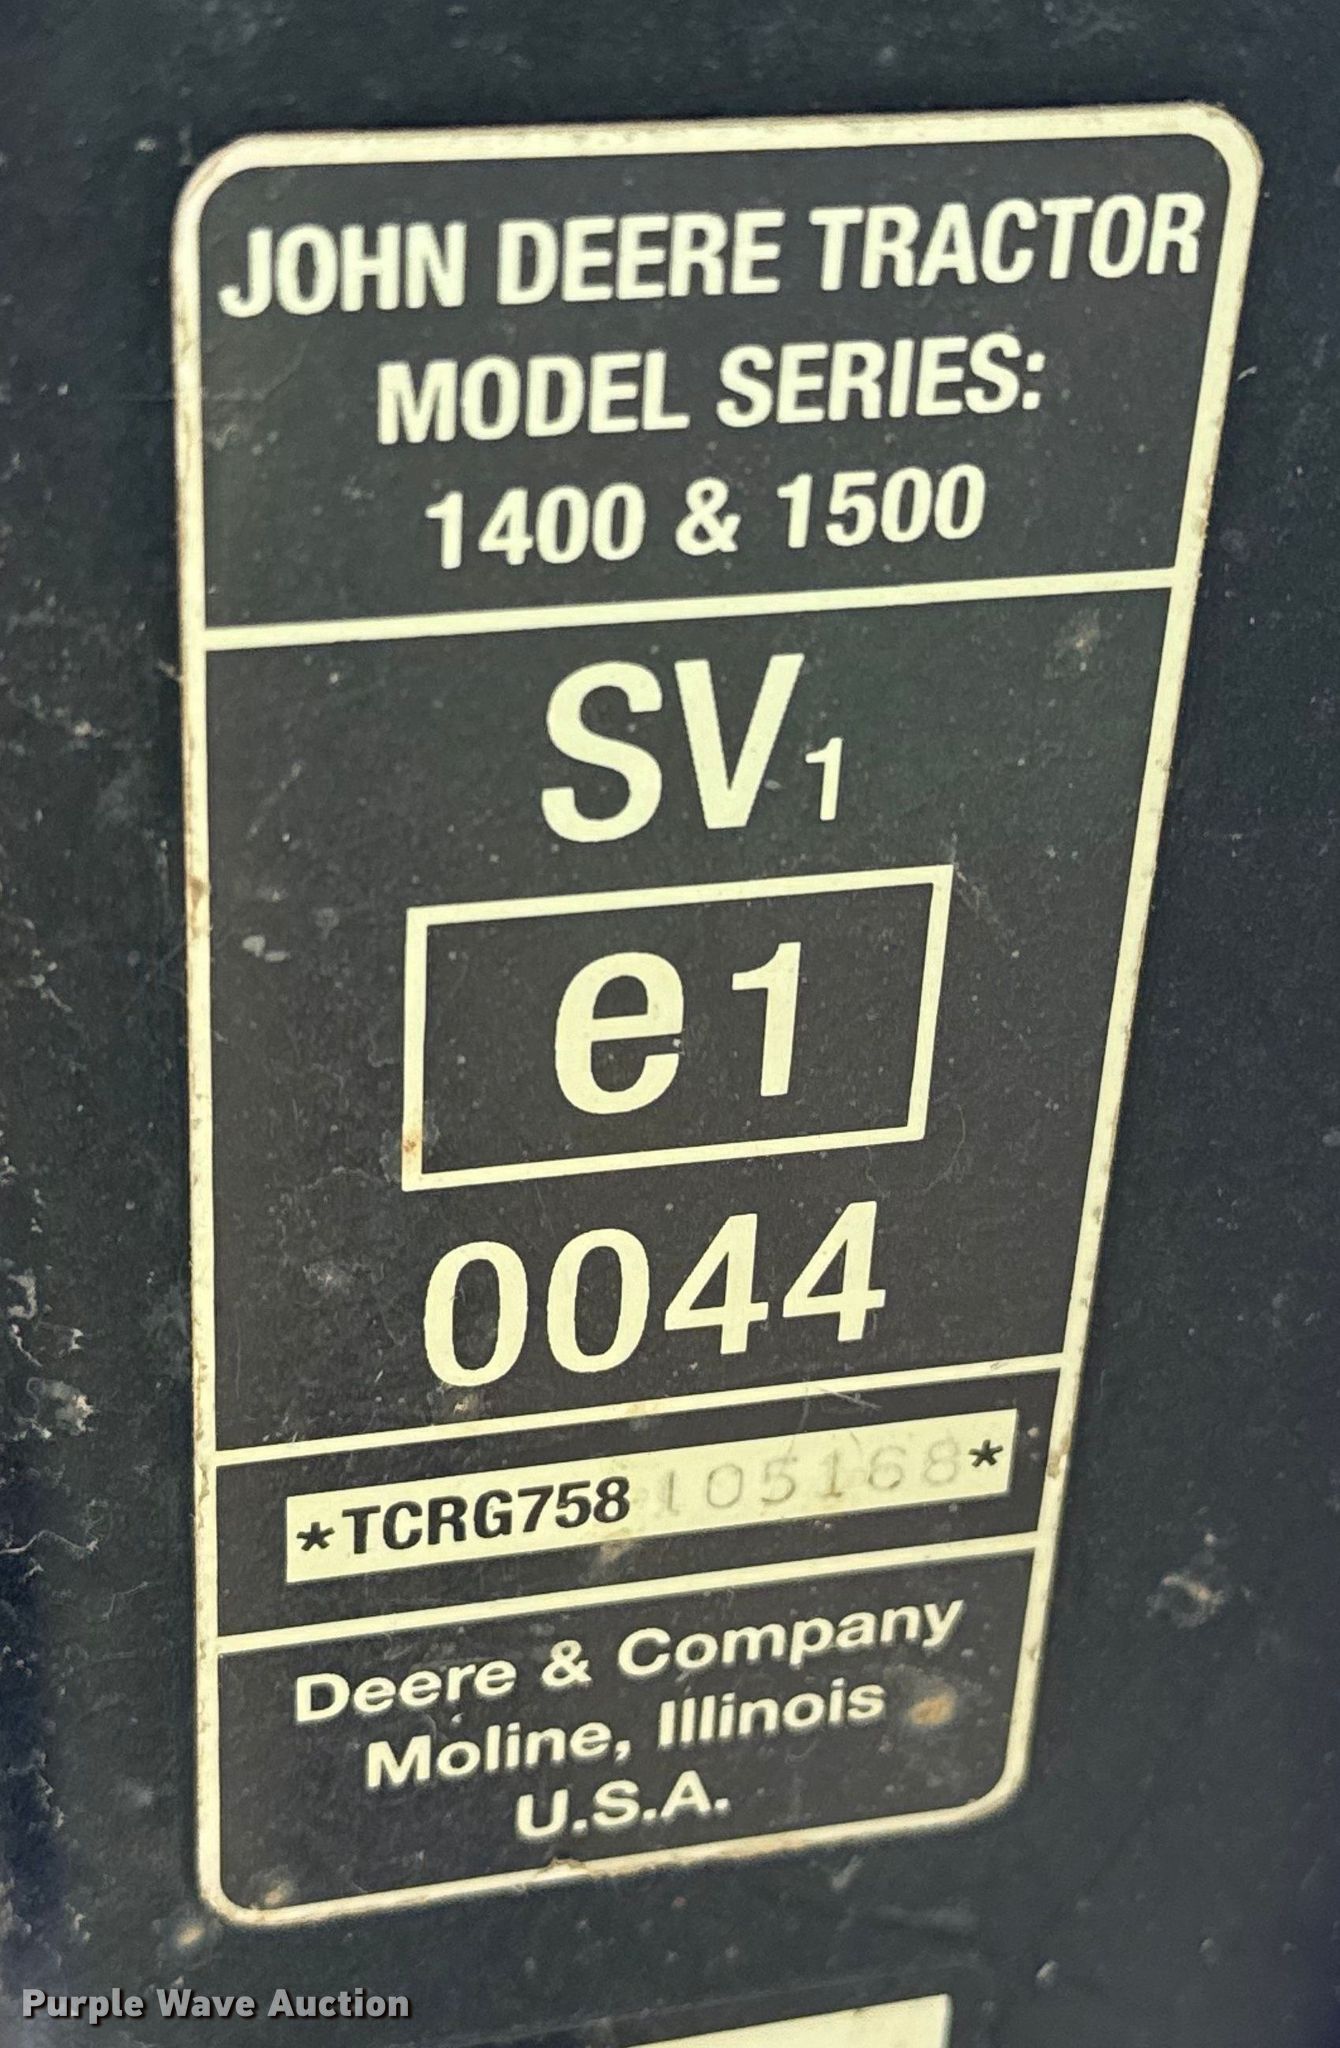 JOHN DEERE TRACTOR
MODEL SERIES:
1400 & 1500
SV1
e1
0044
*TCRG758105168*
Deere & Company
Moline, Illinois
U.S.A.
Purple Wave Auction